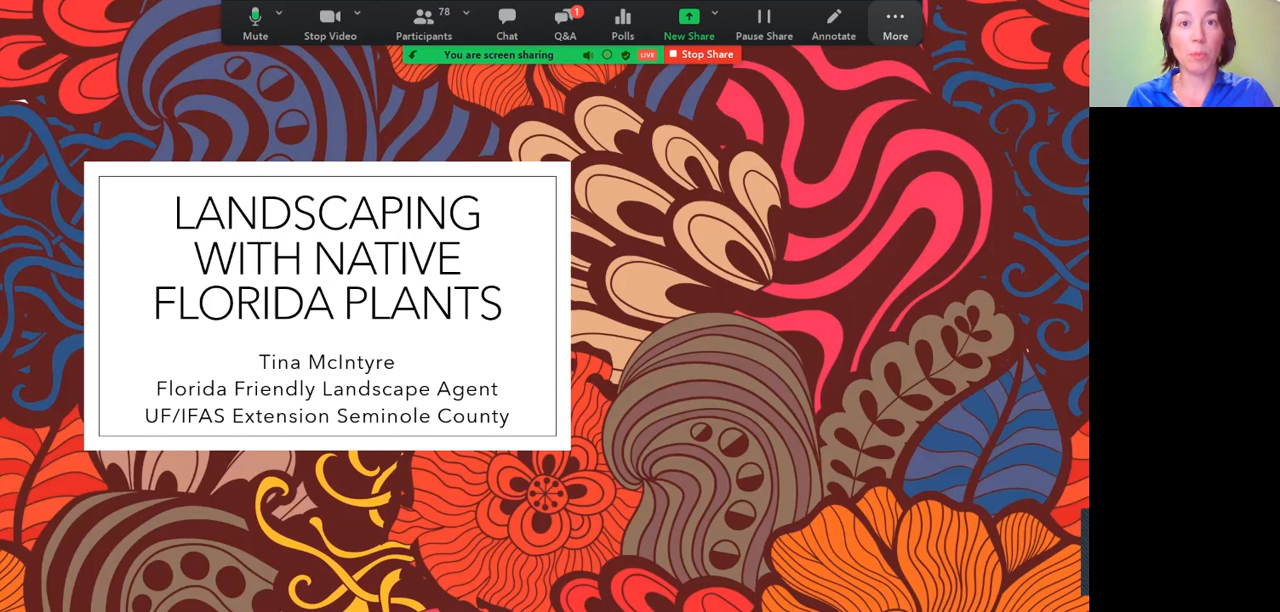 78
1
Mute
Stop Video
Participants
Chat
Q&A
Polls
New Share
Pause Share
Annotate
More
You are screen sharing
LIVE
Stop Share
LANDSCAPING
WITH NATIVE
FLORIDA PLANTS
Tina McIntyre
Florida Friendly Landscape Agent
UF/IFAS Extension Seminole County